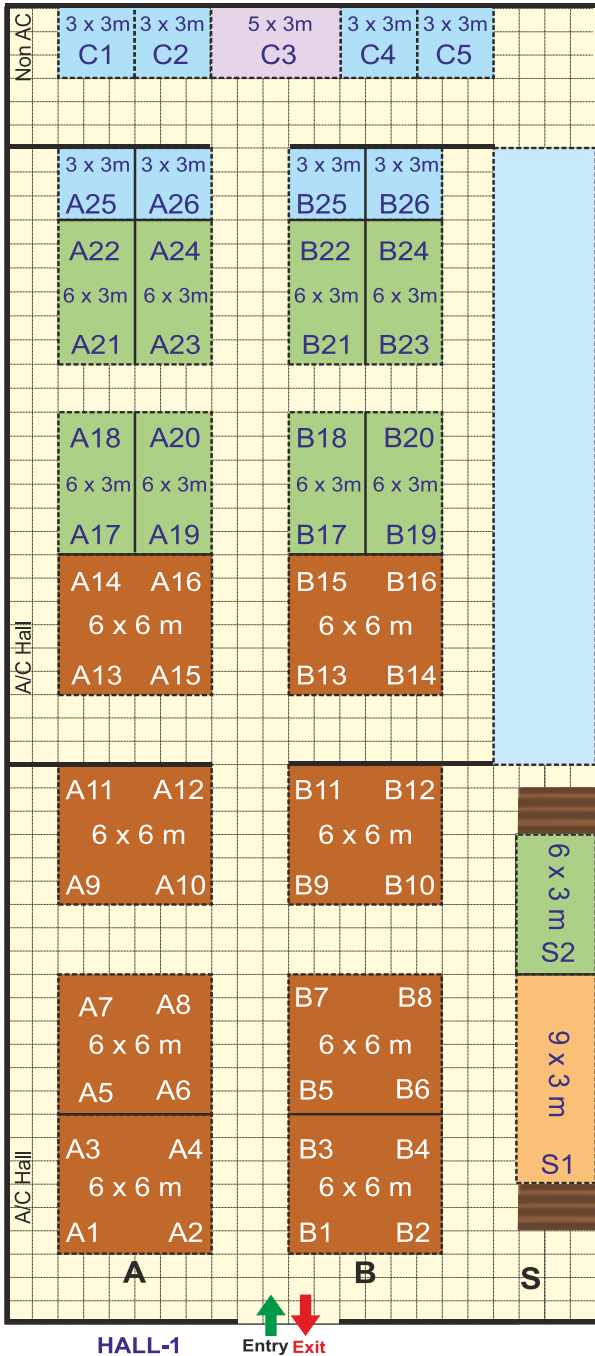 Non AC
3 x 3m 3 x 3m 5 x 3m 3 x 3m 3 x 3m
C1 C2 C3 C4 C5
3 x 3m 3 x 3m 3 x 3m 3 x 3m
A25 A26 B25 B26
A22 A24 B22 B24
6 x 3m 6 x 3m 6 x 3m 6 x 3m
A21 A23 B21 B23
A18 A20 B18 B20
6 x 3m 6 x 3m 6 x 3m 6 x 3m
A17 A19 B17 B19
A14 A16 B15 B16
6 x 6 m 6 x 6 m
A13 A15 B13 B14
A/C Hall
A11 A12 B11 B12
6 x 6 m 6 x 6 m
A9 A10 B9 B10
6 x 3 m
S2
A7 A8 B7 B8
6 x 6 m 6 x 6 m
A5 A6 B5 B6
9 x 3 m
S1
A3 A4 B3 B4
6 x 6 m 6 x 6 m
A1 A2 B1 B2
A/C Hall
A B S
HALL-1 Entry Exit